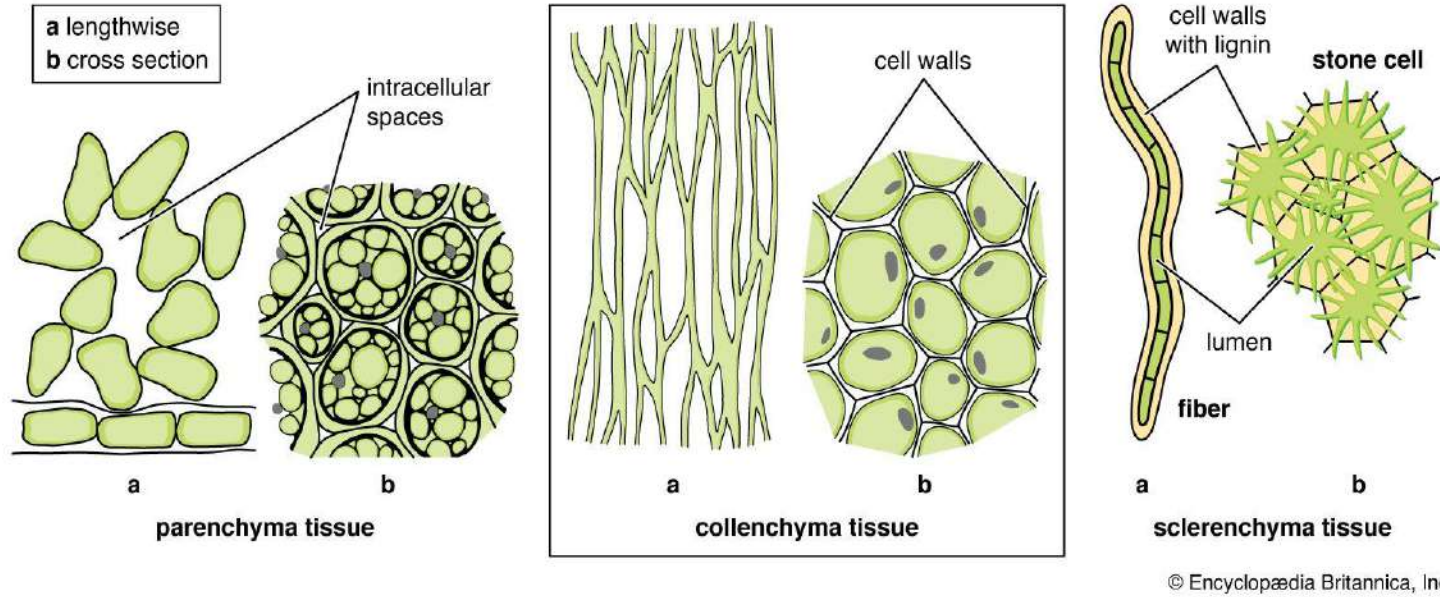 a lengthwise
b cross section
intracellular
spaces
a
b
parenchyma tissue
cell walls
a
b
collenchyma tissue
cell walls
with lignin
stone cell
lumen
fiber
a
b
sclerenchyma tissue
© Encyclopædia Britannica, Inc